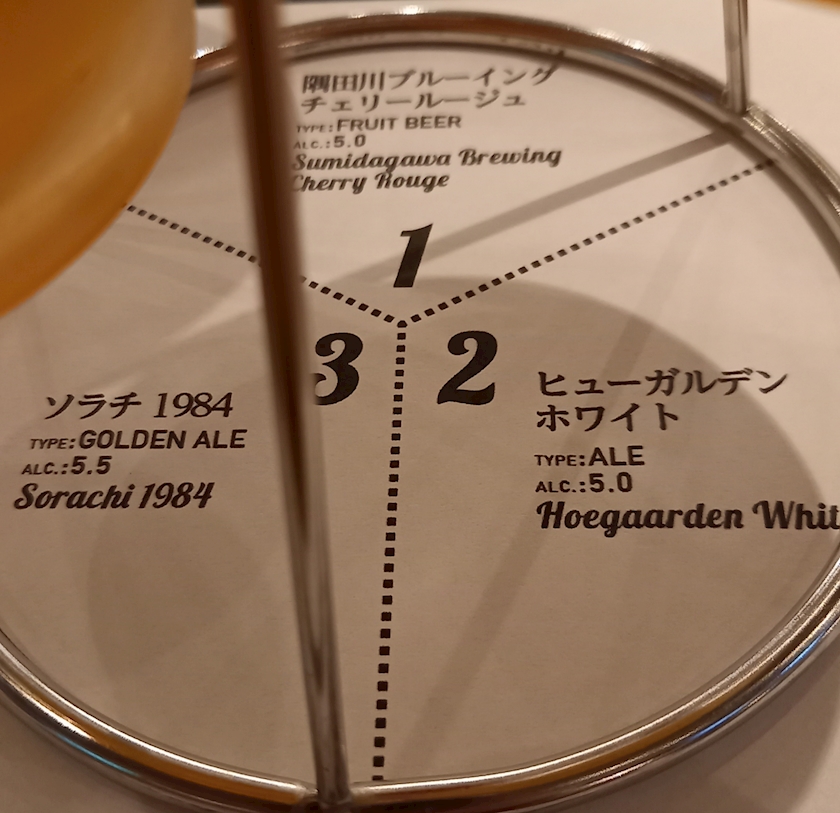 隅田川ブルーイング
チェリールージュ
TYPE:FRUIT BEER
ALC.:5.0
Sumidagawa Brewing
Cherry Rouge
1
3
2
ソラチ 1984
TYPE:GOLDEN ALE
ALC.:5.5
Sorachi 1984
ヒューガルデン
ホワイト
TYPE:ALE
ALC.:5.0
Hoegaarden Whit